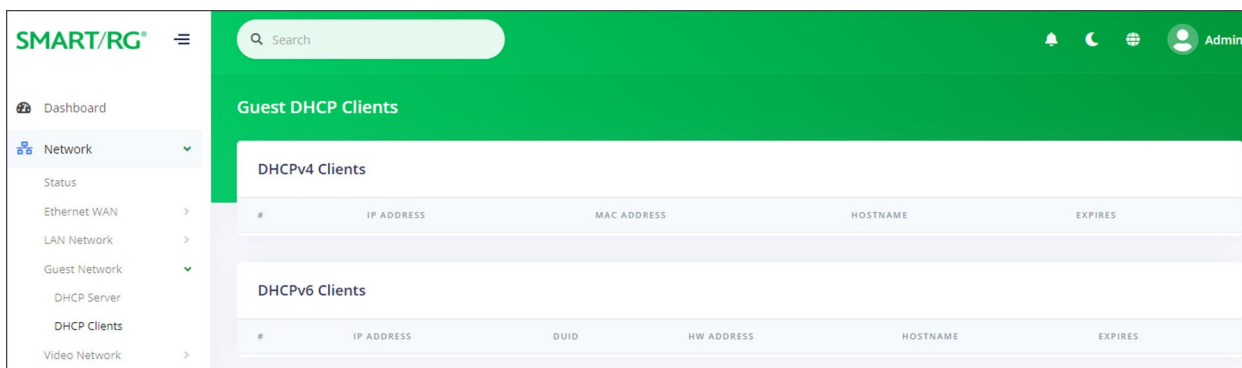 SMART/RG®
Search
Admin
Dashboard
Network
Status
Ethernet WAN
LAN Network
Guest Network
DHCP Server
DHCP Clients
Video Network
Guest DHCP Clients
DHCPv4 Clients
# IP ADDRESS MAC ADDRESS HOSTNAME EXPIRES
DHCPv6 Clients
# IP ADDRESS DUID HW ADDRESS HOSTNAME EXPIRES